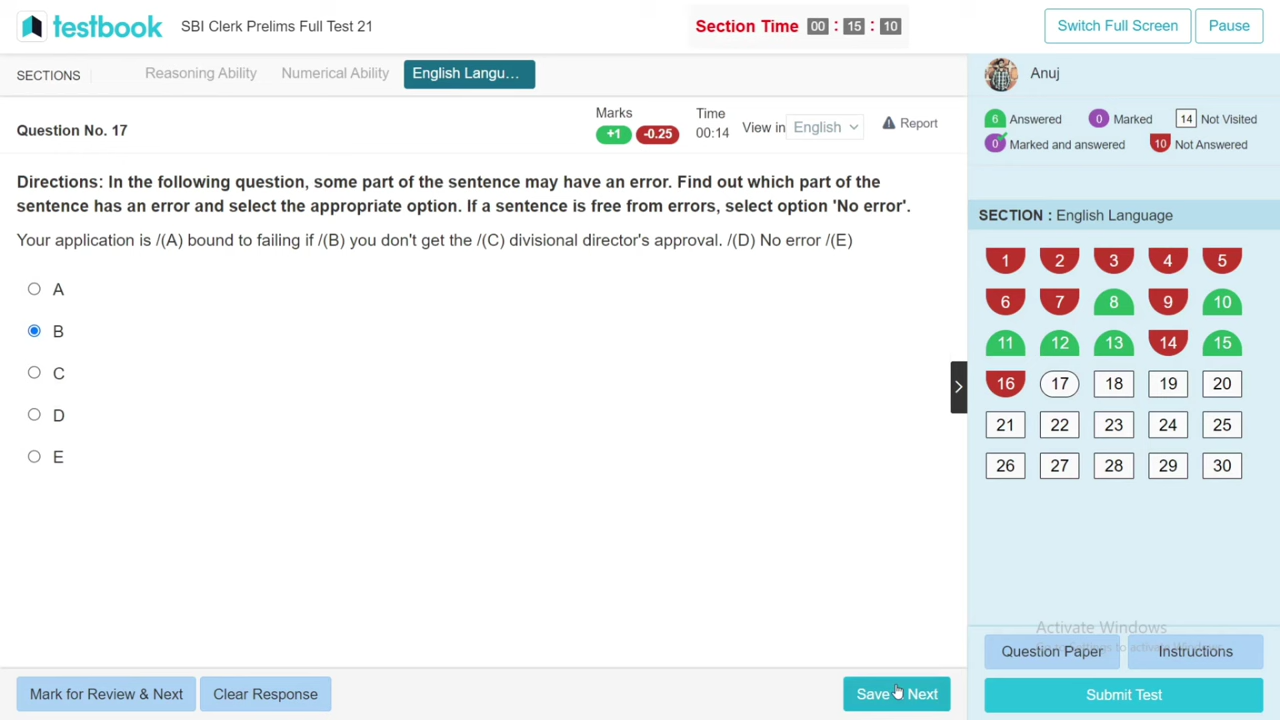 testbook
SBI Clerk Prelims Full Test 21
Section Time 00 : 15 : 10
Switch Full Screen
Pause
SECTIONS
Reasoning Ability
Numerical Ability
English Langu...
Anuj
Question No. 17
Marks
+1 -0.25
Time
00:14
View in English
Report
6 Answered
0 Marked
14 Not Visited
0 Marked and answered
10 Not Answered
Directions: In the following question, some part of the sentence may have an error. Find out which part of the
sentence has an error and select the appropriate option. If a sentence is free from errors, select option 'No error'.
Your application is /(A) bound to failing if /(B) you don't get the /(C) divisional director's approval. /(D) No error /(E)
A
B
C
D
E
SECTION : English Language
1 2 3 4 5
6 7 8 9 10
11 12 13 14 15
16 17 18 19 20
21 22 23 24 25
26 27 28 29 30
Activate Windows
Question Paper
Instructions
Mark for Review & Next
Clear Response
Save & Next
Submit Test